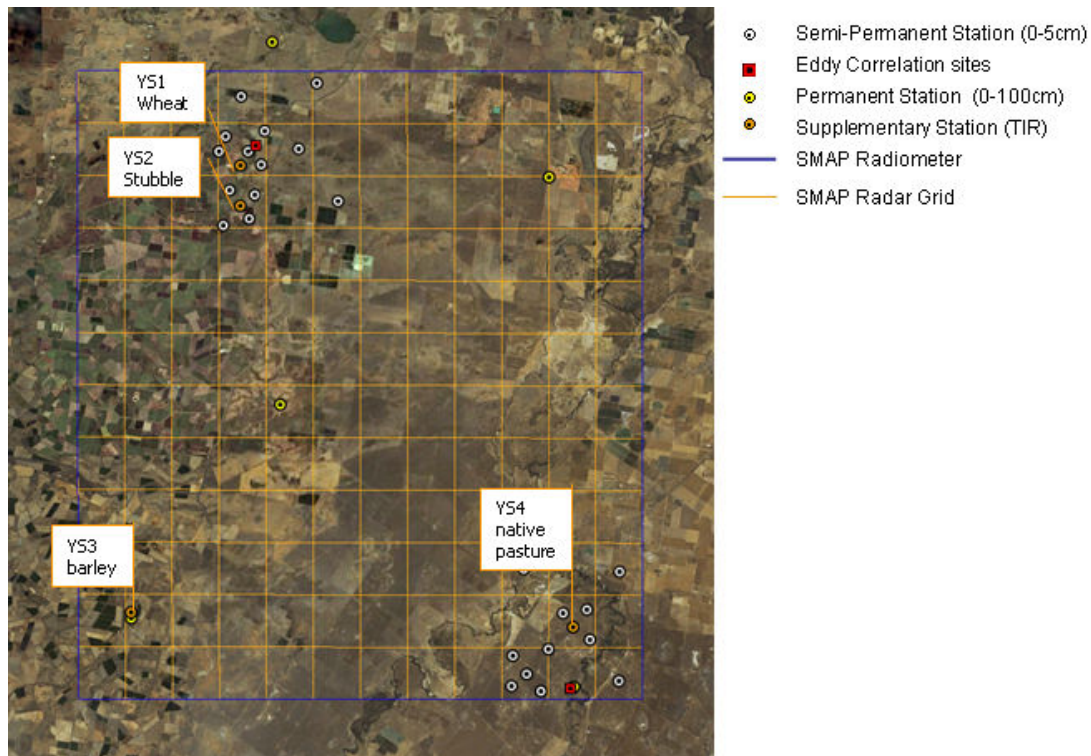 YS1
Wheat
YS2
Stubble
YS3
barley
YS4
native
pasture
Semi-Permanent Station (0-5cm)
Eddy Correlation sites
Permanent Station (0-100cm)
Supplementary Station (TIR)
SMAP Radiometer
SMAP Radar Grid